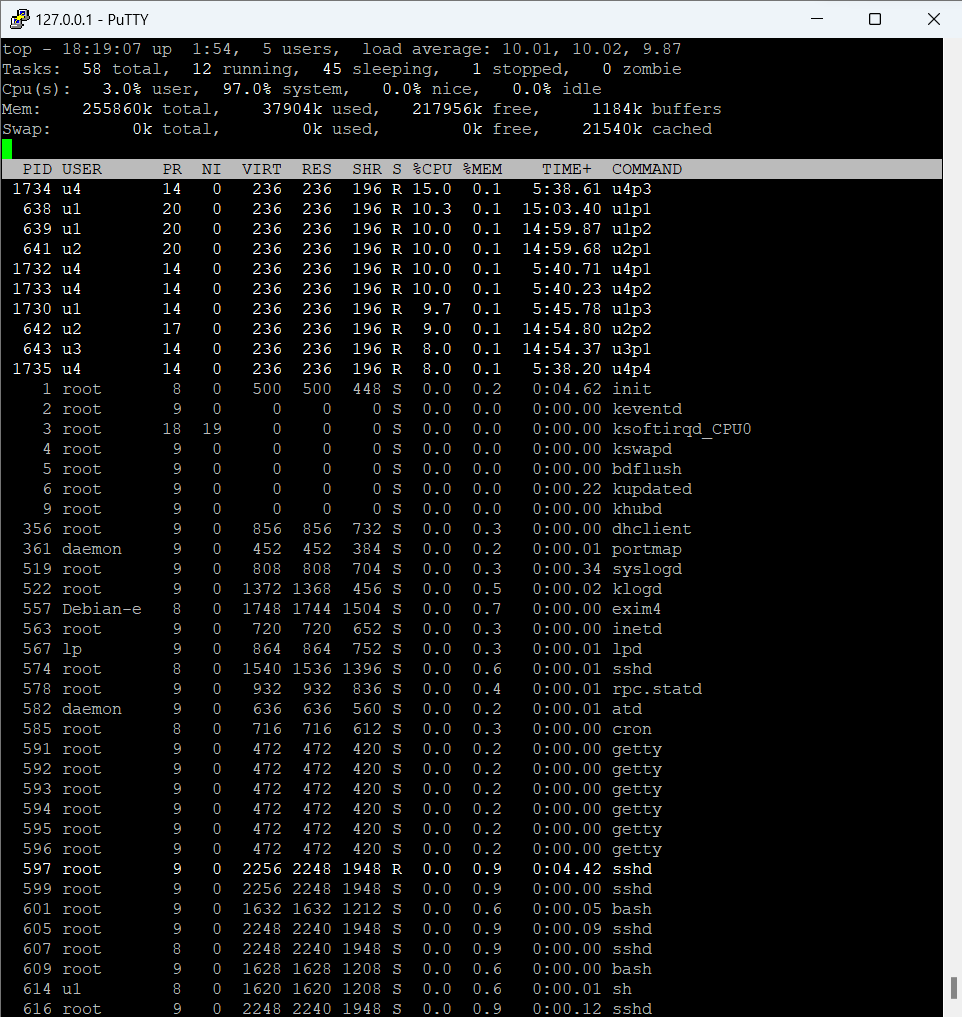 127.0.0.1 - PuTTY
top - 18:19:07 up  1:54,  5 users,  load average: 10.01, 10.02, 9.87
Tasks:  58 total,  12 running,  45 sleeping,   1 stopped,   0 zombie
Cpu(s):   3.0% user,  97.0% system,   0.0% nice,   0.0% idle
Mem:    255860k total,    37904k used,   217956k free,     1184k buffers
Swap:        0k total,        0k used,        0k free,    21540k cached
  PID USER      PR  NI  VIRT  RES  SHR S %CPU %MEM    TIME+  COMMAND
 1734 u4        14   0   236  236  196 R 15.0  0.1   5:38.61 u4p3
  638 u1        20   0   236  236  196 R 10.3  0.1  15:03.40 u1p1
  639 u1        20   0   236  236  196 R 10.0  0.1  14:59.87 u1p2
  641 u2        20   0   236  236  196 R 10.0  0.1  14:59.68 u2p1
 1732 u4        14   0   236  236  196 R 10.0  0.1   5:40.71 u4p1
 1733 u4        14   0   236  236  196 R 10.0  0.1   5:40.23 u4p2
 1730 u1        14   0   236  236  196 R  9.7  0.1   5:45.78 u1p3
  642 u2        17   0   236  236  196 R  9.0  0.1  14:54.80 u2p2
  643 u3        14   0   236  236  196 R  8.0  0.1  14:54.37 u3p1
 1735 u4        14   0   236  236  196 R  8.0  0.1   5:38.20 u4p4
    1 root       8   0   500  500  448 S  0.0  0.2   0:04.62 init
    2 root       9   0     0    0    0 S  0.0  0.0   0:00.00 keventd
    3 root      18  19     0    0    0 S  0.0  0.0   0:00.00 ksoftirqd_CPU0
    4 root       9   0     0    0    0 S  0.0  0.0   0:00.00 kswapd
    5 root       9   0     0    0    0 S  0.0  0.0   0:00.00 bdflush
    6 root       9   0     0    0    0 S  0.0  0.0   0:00.22 kupdated
    9 root       9   0     0    0    0 S  0.0  0.0   0:00.00 khubd
  356 root       9   0   856  856  732 S  0.0  0.3   0:00.00 dhclient
  361 daemon     9   0   452  452  384 S  0.0  0.2   0:00.01 portmap
  519 root       9   0   808  808  704 S  0.0  0.3   0:00.34 syslogd
  522 root       9   0  1372 1368  456 S  0.0  0.5   0:00.02 klogd
  557 Debian-e   8   0  1748 1744 1504 S  0.0  0.7   0:00.00 exim4
  563 root       9   0   720  720  652 S  0.0  0.3   0:00.00 inetd
  567 lp         9   0   864  864  752 S  0.0  0.3   0:00.01 lpd
  574 root       8   0  1540 1536 1396 S  0.0  0.6   0:00.01 sshd
  578 root       9   0   932  932  836 S  0.0  0.4   0:00.01 rpc.statd
  582 daemon     9   0   636  636  560 S  0.0  0.2   0:00.01 atd
  585 root       8   0   716  716  612 S  0.0  0.3   0:00.00 cron
  591 root       9   0   472  472  420 S  0.0  0.2   0:00.00 getty
  592 root       9   0   472  472  420 S  0.0  0.2   0:00.00 getty
  593 root       9   0   472  472  420 S  0.0  0.2   0:00.00 getty
  594 root       9   0   472  472  420 S  0.0  0.2   0:00.00 getty
  595 root       9   0   472  472  420 S  0.0  0.2   0:00.00 getty
  596 root       9   0   472  472  420 S  0.0  0.2   0:00.00 getty
  597 root       9   0  2256 2248 1948 R  0.0  0.9   0:04.42 sshd
  599 root       9   0  2256 2248 1948 S  0.0  0.9   0:00.00 sshd
  601 root       9   0  1632 1632 1212 S  0.0  0.6   0:00.05 bash
  605 root       9   0  2248 2240 1948 S  0.0  0.9   0:00.09 sshd
  607 root       8   0  2248 2240 1948 S  0.0  0.9   0:00.00 sshd
  609 root       9   0  1628 1628 1208 S  0.0  0.6   0:00.00 bash
  614 u1         8   0  1620 1620 1208 S  0.0  0.6   0:00.01 sh
  616 root       9   0  2248 2240 1948 S  0.0  0.9   0:00.12 sshd